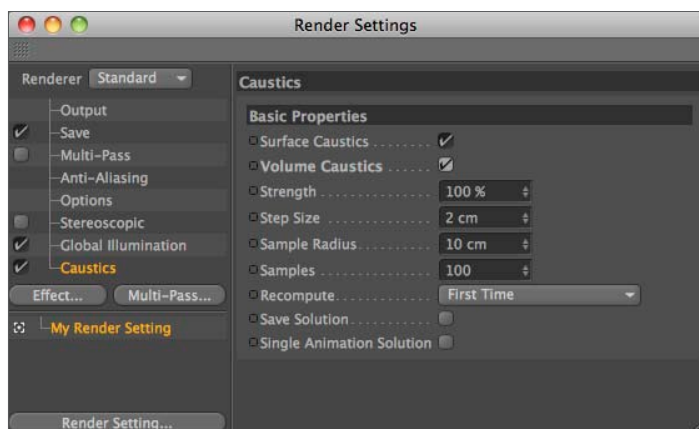 Render Settings
Renderer Standard
Output
Save
Multi-Pass
Anti-Aliasing
Options
Stereoscopic
Global Illumination
Caustics
Effect... Multi-Pass...
My Render Setting
Render Setting...
Caustics
Basic Properties
Surface Caustics ........
Volume Caustics ......
Strength ............... 100 %
Step Size ............... 2 cm
Sample Radius.......... 10 cm
Samples ................ 100
Recompute............. First Time
Save Solution...........
Single Animation Solution